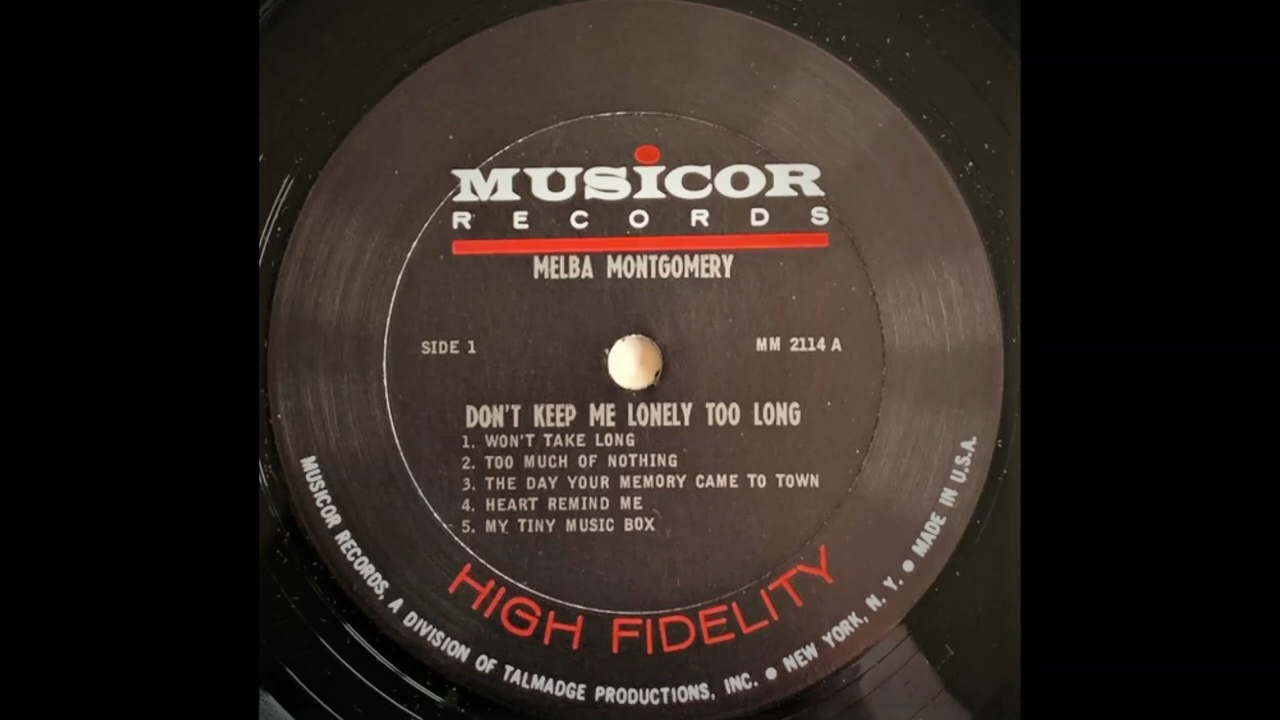 MUSICOR
RECORDS
MELBA MONTGOMERY
SIDE 1
MM 2114 A
DON'T KEEP ME LONELY TOO LONG
1. WON'T TAKE LONG
2. TOO MUCH OF NOTHING
3. THE DAY YOUR MEMORY CAME TO TOWN
4. HEART REMIND ME
5. MY TINY MUSIC BOX
HIGH FIDELITY
MUSICOR RECORDS, A DIVISION OF TALMADGE PRODUCTIONS, INC. ● NEW YORK, N. Y. ● MADE IN U.S.A.